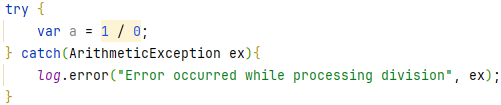 try {
    var a = 1 / 0;
} catch(ArithmeticException ex){
    log.error("Error occurred while processing division", ex);
}